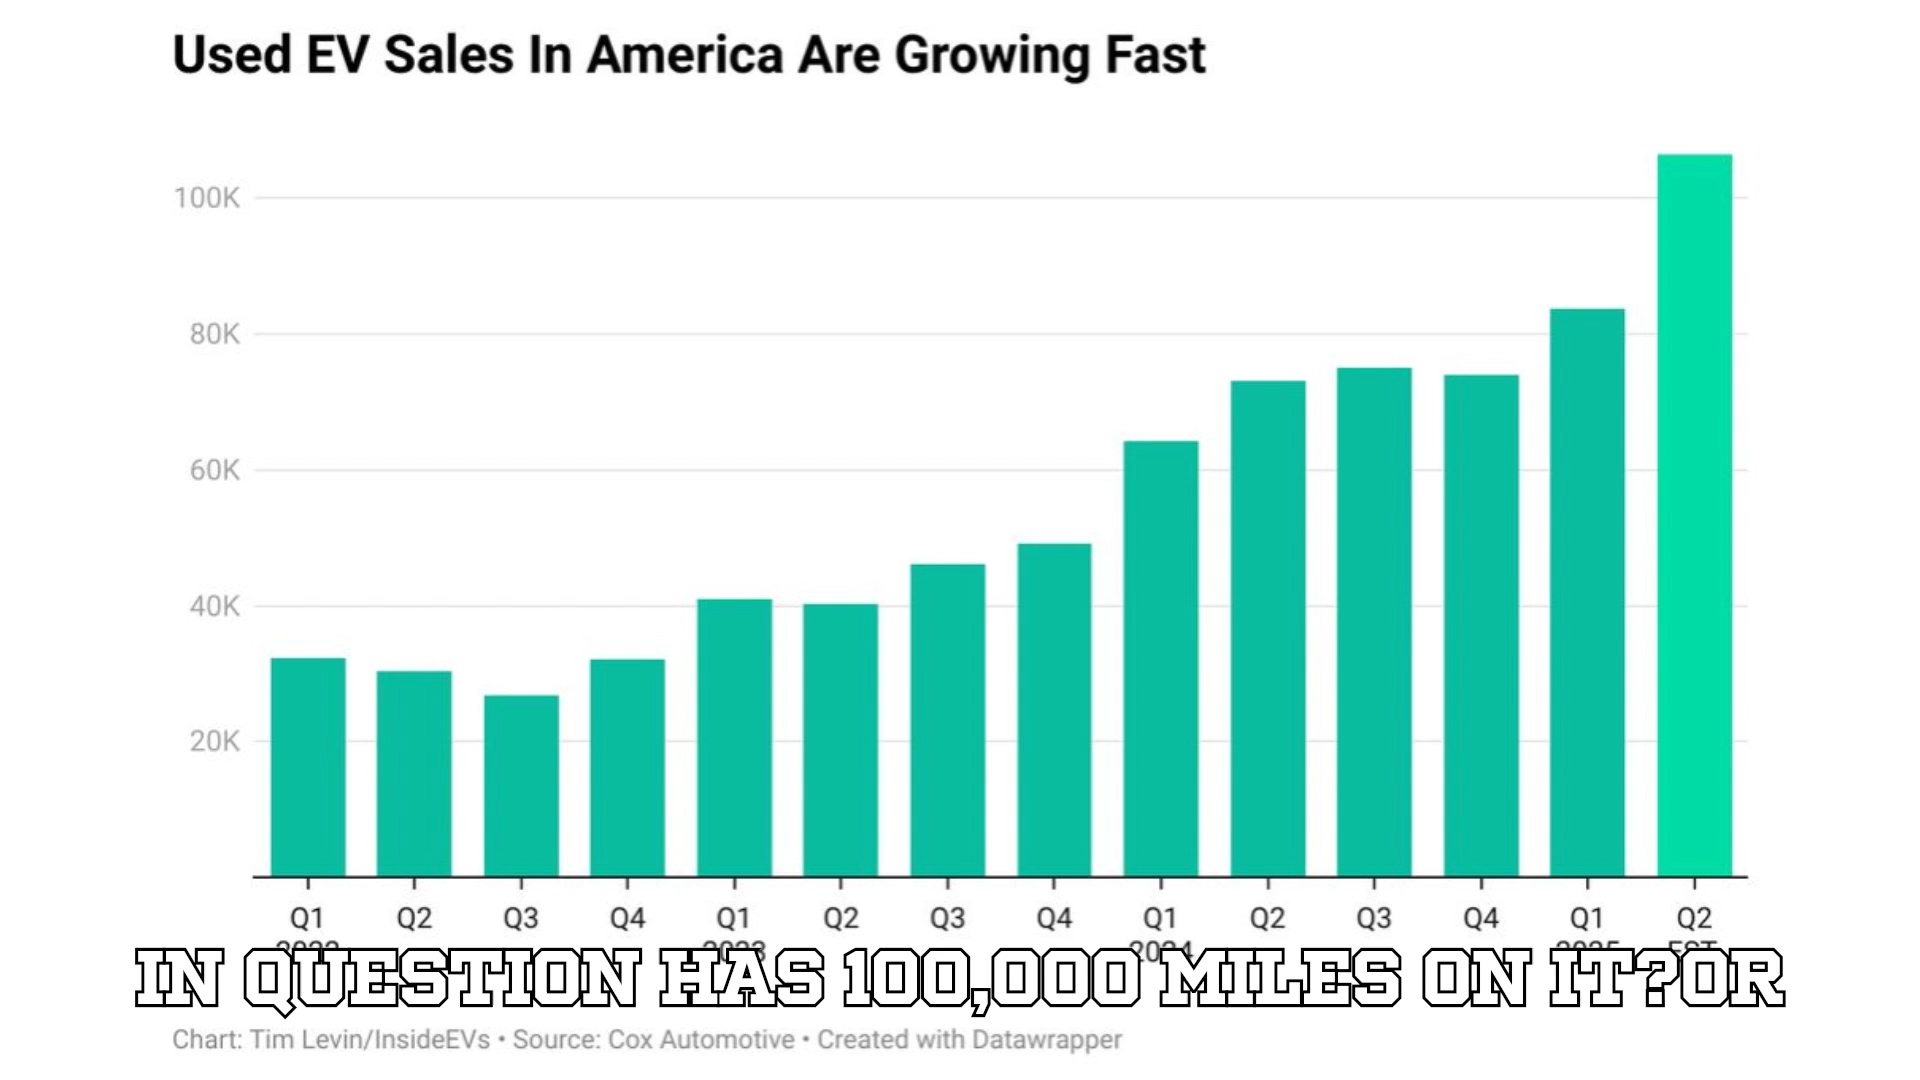 Used EV Sales In America Are Growing Fast
100K
80K
60K
40K
20K
Q1 Q2 Q3 Q4 Q1 Q2 Q3 Q4 Q1 Q2 Q3 Q4 Q1 Q2
2023 2024
IN QUESTION HAS 100,000 MILES ON IT?OR
Chart: Tim Levin/InsideEVs • Source: Cox Automotive • Created with Datawrapper